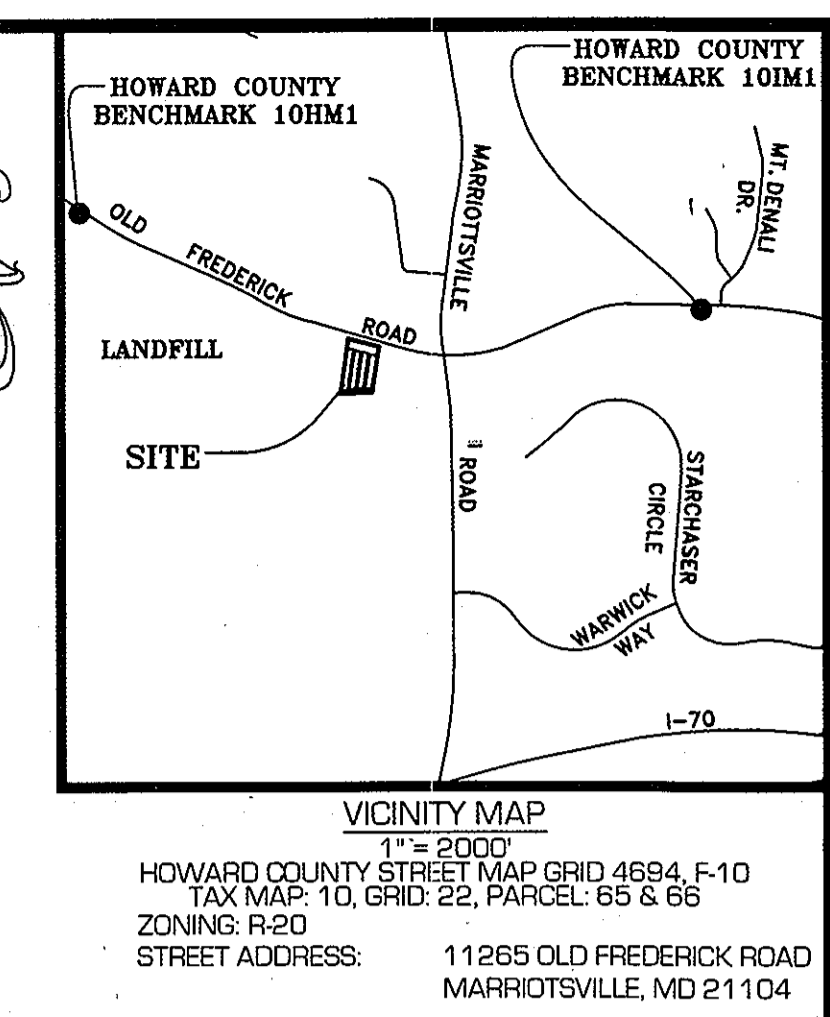 HOWARD COUNTY
BENCHMARK 10IM1
HOWARD COUNTY
BENCHMARK 10HM1
MT. DENALI
DR.
MARRIOTTSVILLE
OLD
FREDERICK
ROAD
LANDFILL
SITE
ROAD
STARCHASER
CIRCLE
WARWICK
WAY
I-70
VICINITY MAP
1" = 2000'
HOWARD COUNTY STREET MAP GRID 4694, F-10
TAX MAP: 10, GRID: 22, PARCEL: 65 & 66
ZONING: R-20
STREET ADDRESS: 11265 OLD FREDERICK ROAD
MARRIOTSVILLE, MD 21104